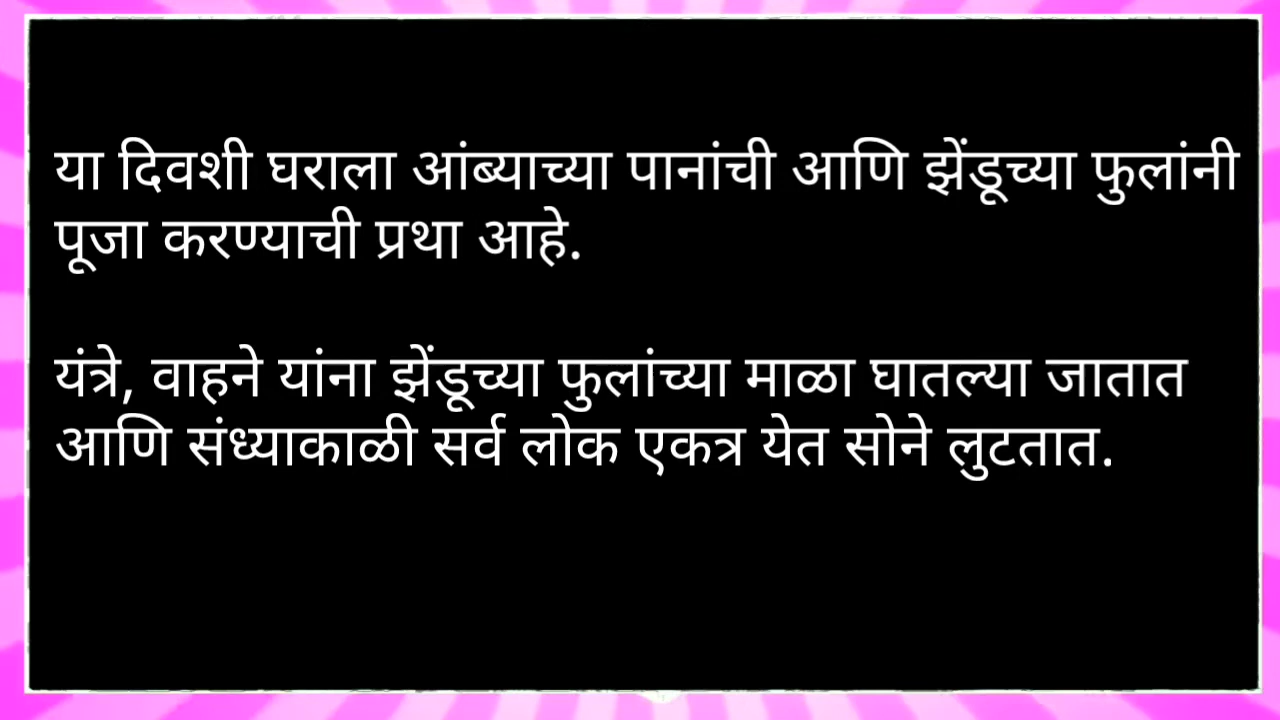 या दिवशी घराला आंब्याच्या पानांची आणि झेंडूच्या फुलांनी
पूजा करण्याची प्रथा आहे.
यंत्रे, वाहने यांना झेंडूच्या फुलांच्या माळा घातल्या जातात
आणि संध्याकाळी सर्व लोक एकत्र येत सोने लुटतात.